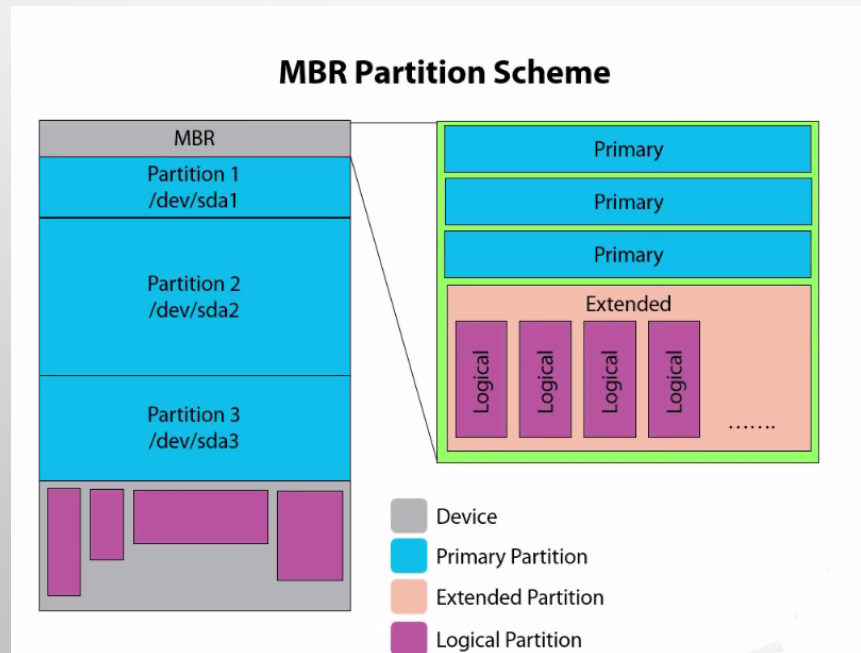 MBR Partition Scheme
MBR
Partition 1
/dev/sda1
Partition 2
/dev/sda2
Partition 3
/dev/sda3
Primary
Primary
Primary
Extended
Logical
Logical
Logical
Logical
.......
Device
Primary Partition
Extended Partition
Logical Partition